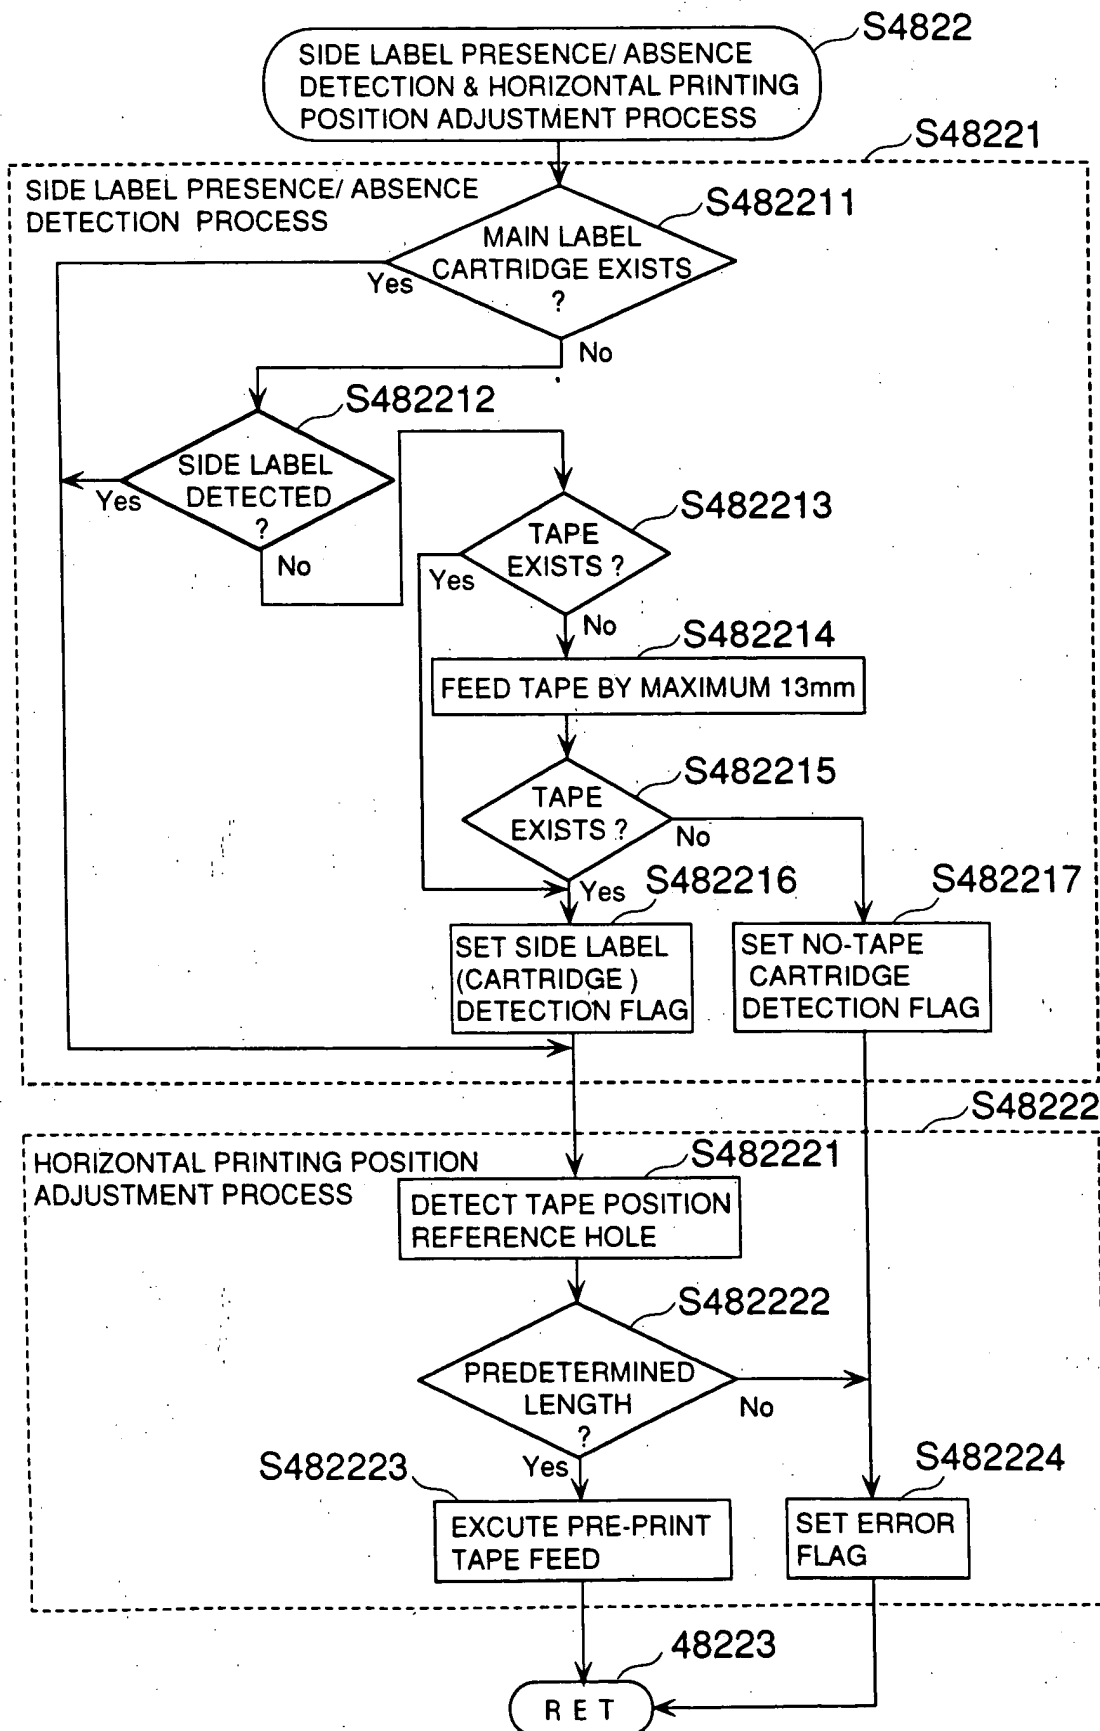 S4822
SIDE LABEL PRESENCE/ ABSENCE
DETECTION & HORIZONTAL PRINTING
POSITION ADJUSTMENT PROCESS
S48221
SIDE LABEL PRESENCE/ ABSENCE
DETECTION PROCESS
S482211
MAIN LABEL
CARTRIDGE EXISTS
?
Yes
No
S482212
SIDE LABEL
DETECTED
?
Yes
No
S482213
TAPE
EXISTS ?
Yes
No
S482214
FEED TAPE BY MAXIMUM 13mm
S482215
TAPE
EXISTS ?
No
Yes
S482216
S482217
SET SIDE LABEL
(CARTRIDGE )
DETECTION FLAG
SET NO-TAPE
CARTRIDGE
DETECTION FLAG
S48222
HORIZONTAL PRINTING POSITION
ADJUSTMENT PROCESS
S482221
DETECT TAPE POSITION
REFERENCE HOLE
S482222
PREDETERMINED
LENGTH
?
No
Yes
S482223
S482224
EXCUTE PRE-PRINT
TAPE FEED
SET ERROR
FLAG
48223
R E T